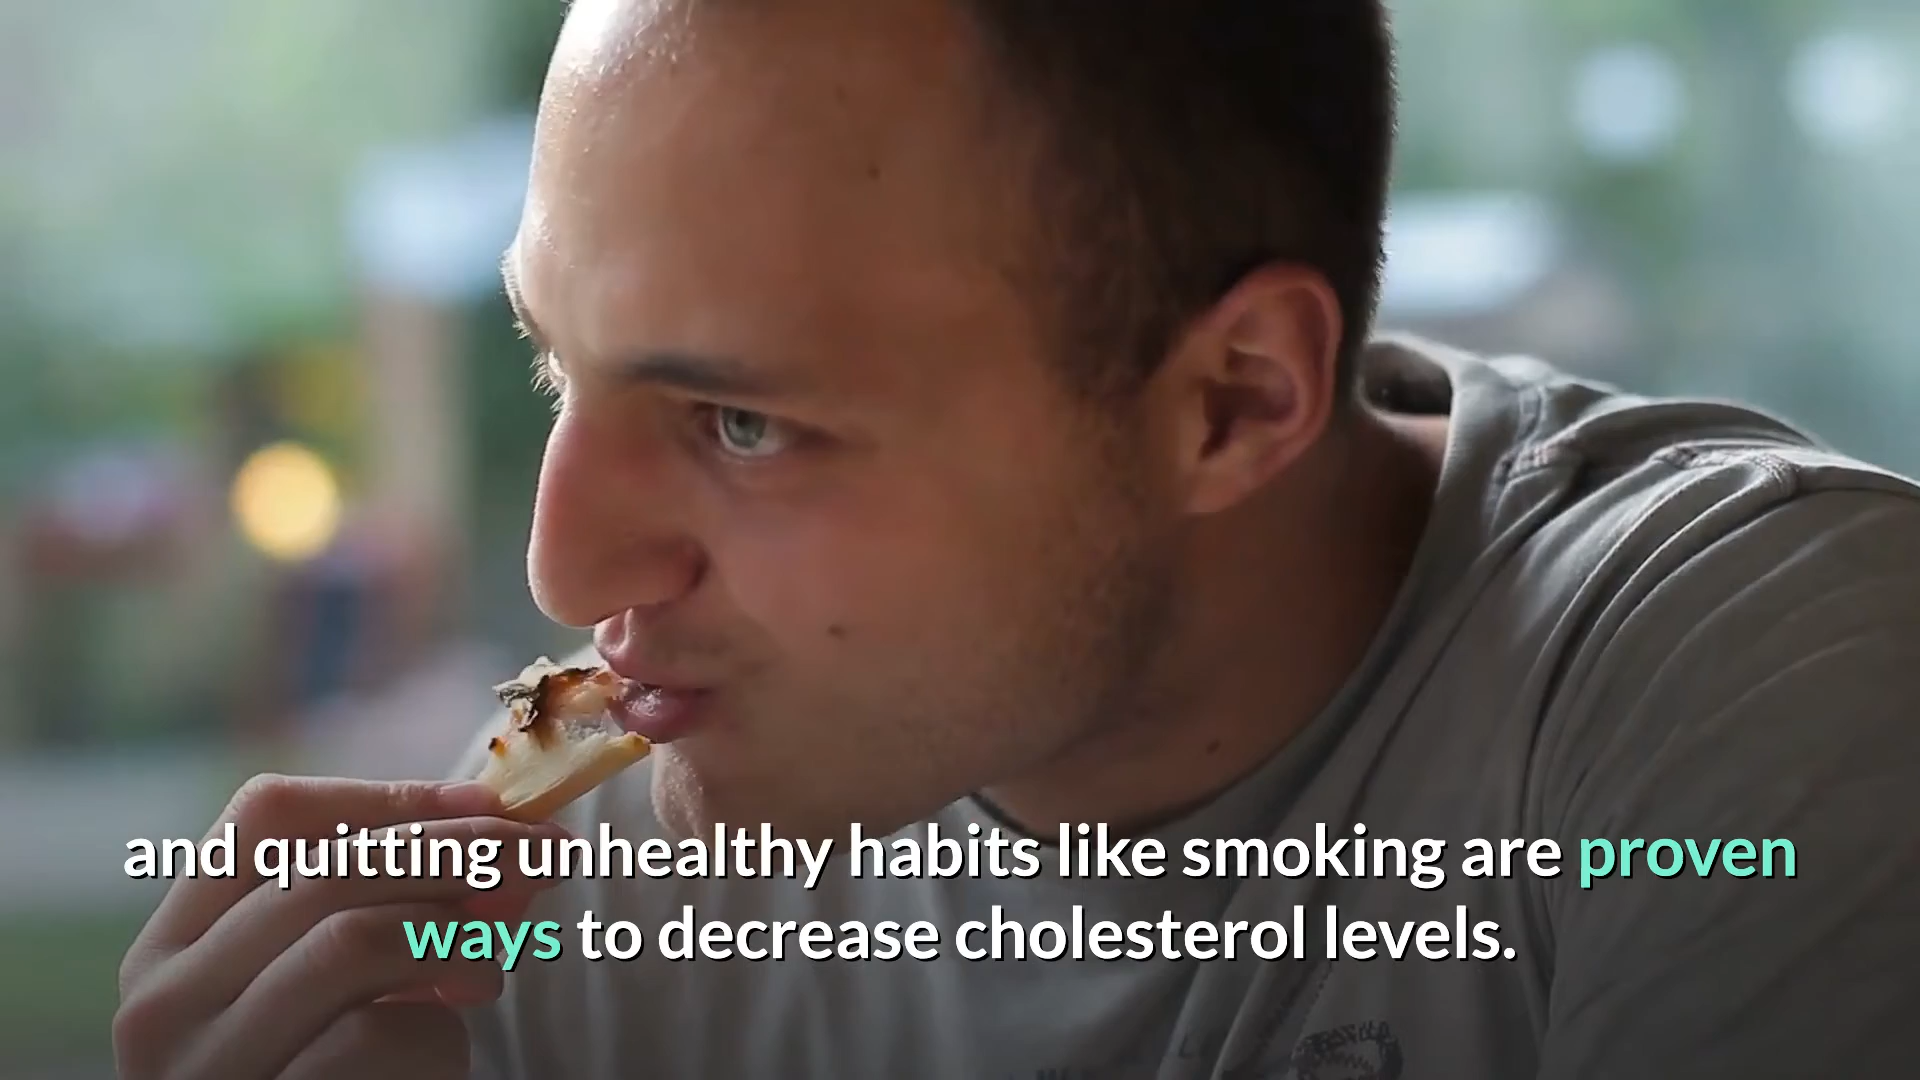 and quitting unhealthy habits like smoking are proven
ways to decrease cholesterol levels.